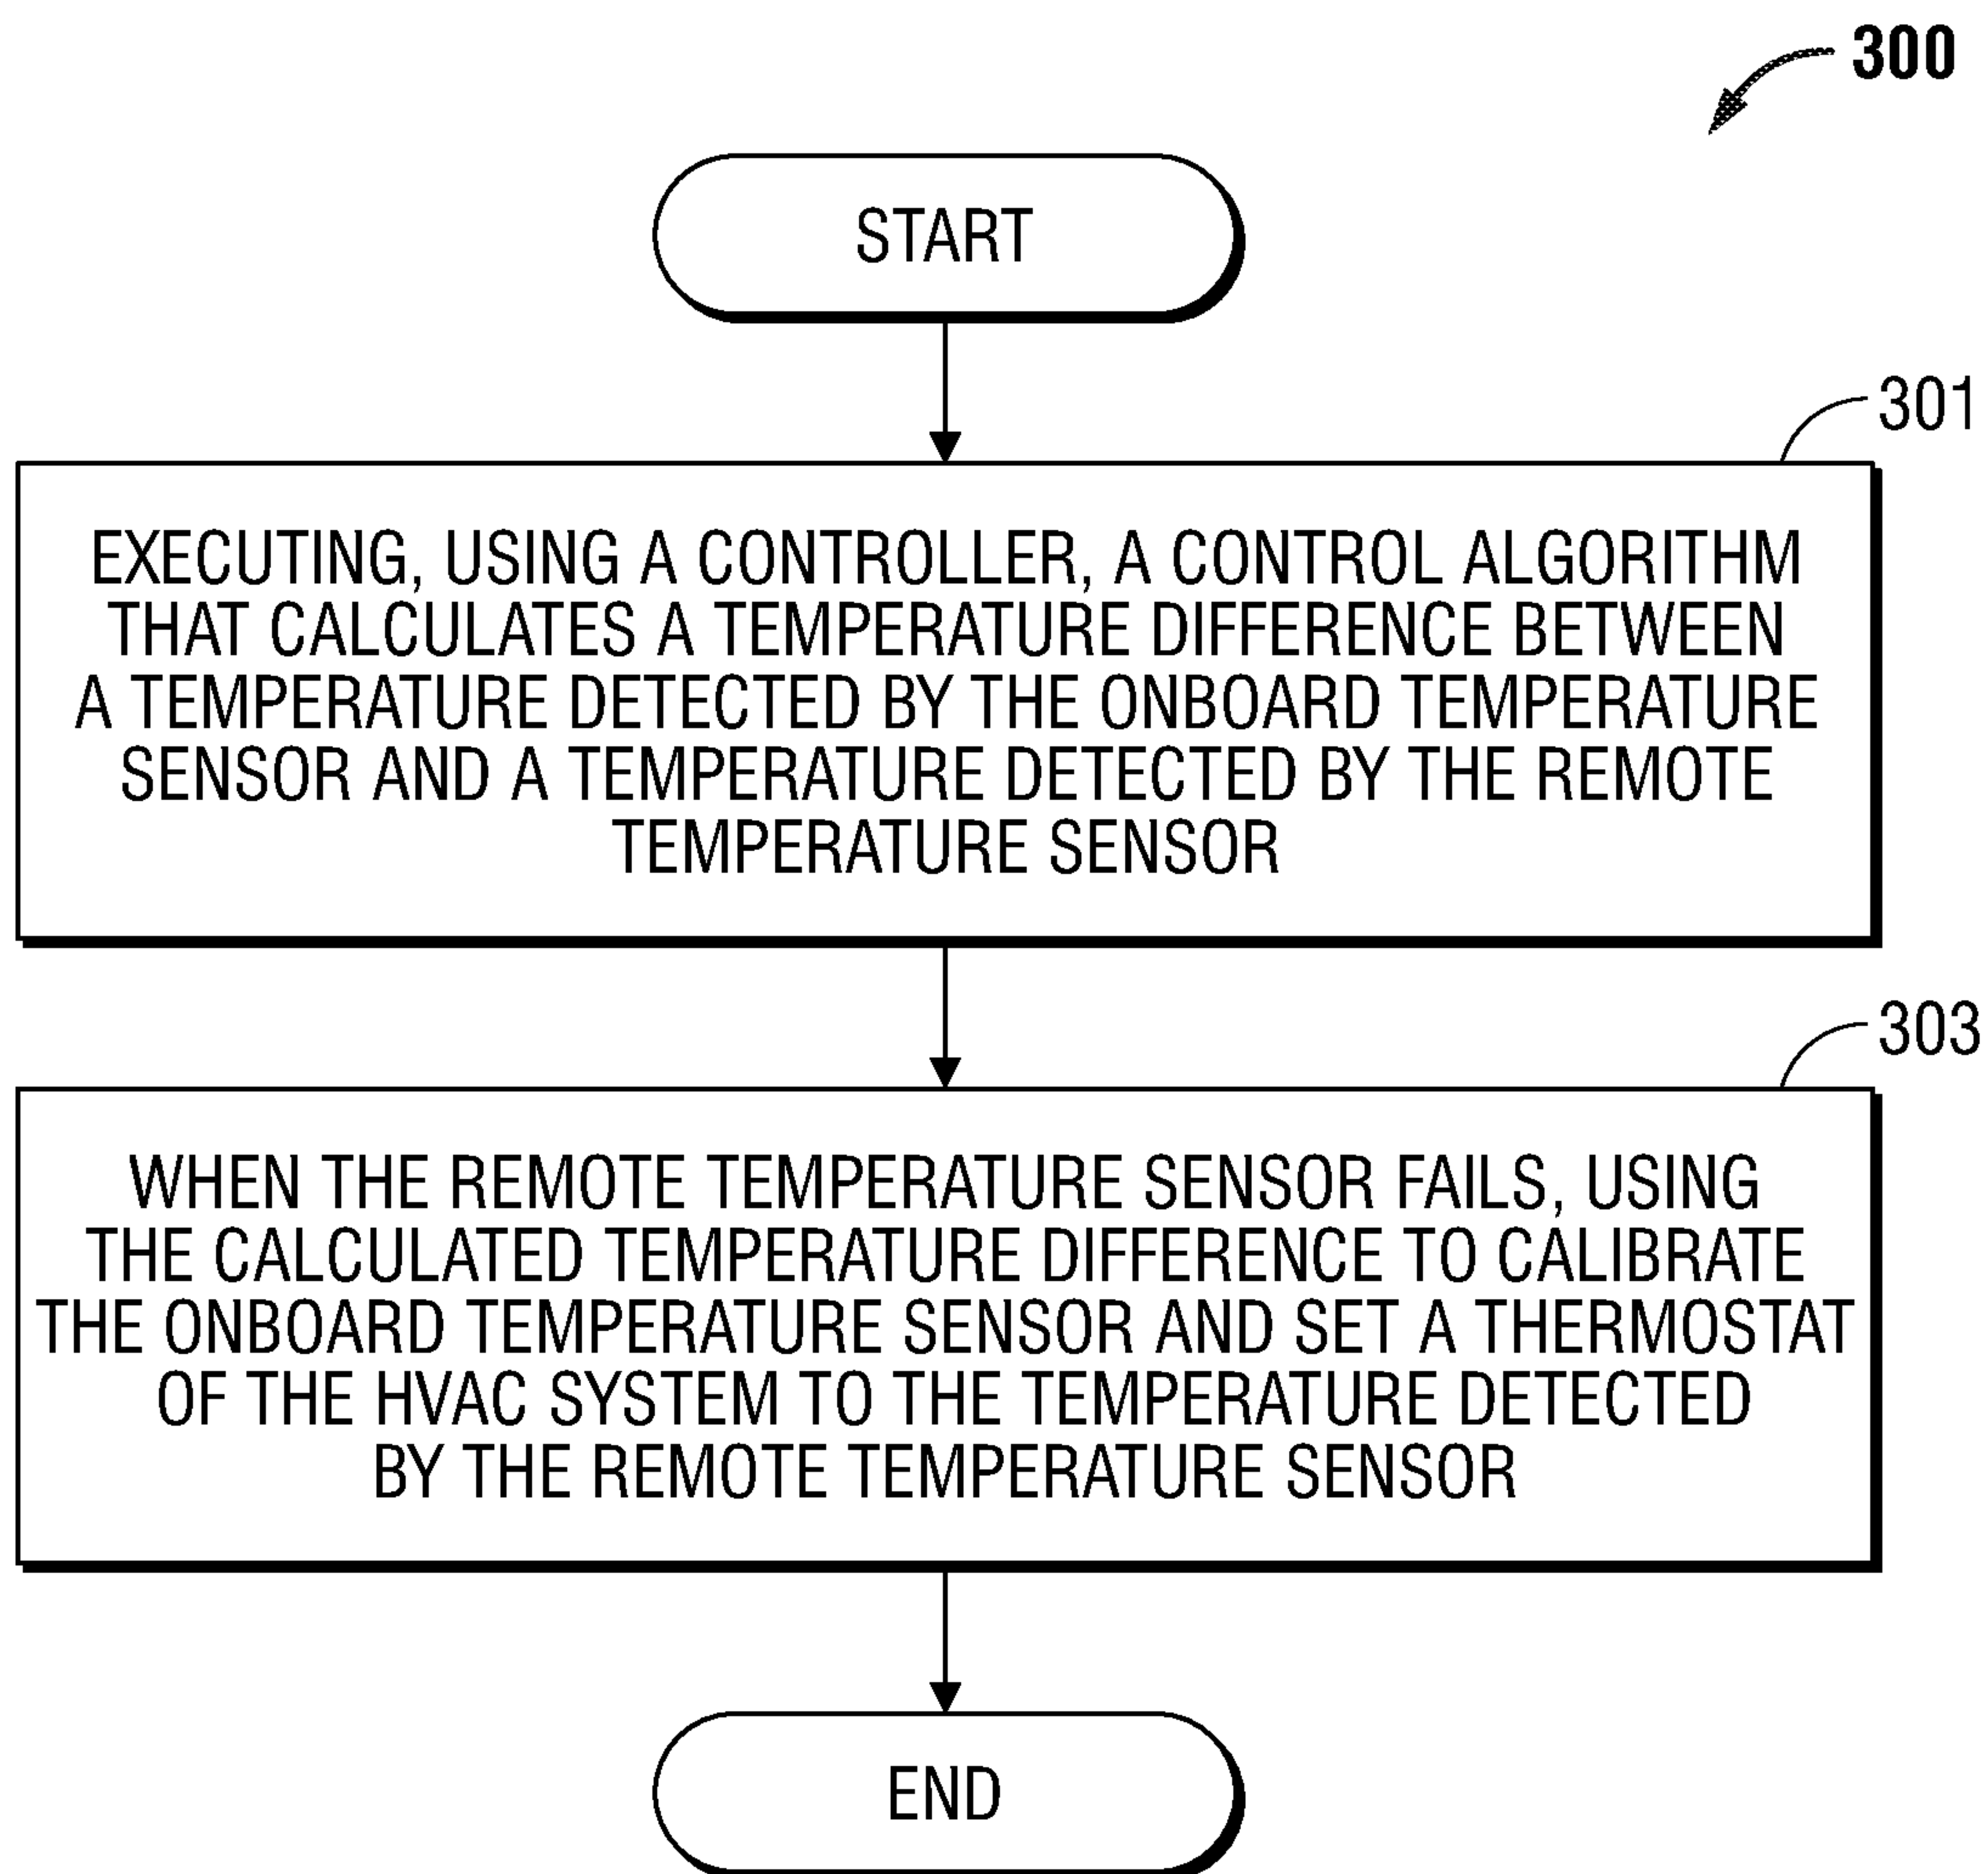 300
START
301
EXECUTING, USING A CONTROLLER, A CONTROL ALGORITHM
THAT CALCULATES A TEMPERATURE DIFFERENCE BETWEEN
A TEMPERATURE DETECTED BY THE ONBOARD TEMPERATURE
SENSOR AND A TEMPERATURE DETECTED BY THE REMOTE
TEMPERATURE SENSOR
303
WHEN THE REMOTE TEMPERATURE SENSOR FAILS, USING
THE CALCULATED TEMPERATURE DIFFERENCE TO CALIBRATE
THE ONBOARD TEMPERATURE SENSOR AND SET A THERMOSTAT
OF THE HVAC SYSTEM TO THE TEMPERATURE DETECTED
BY THE REMOTE TEMPERATURE SENSOR
END